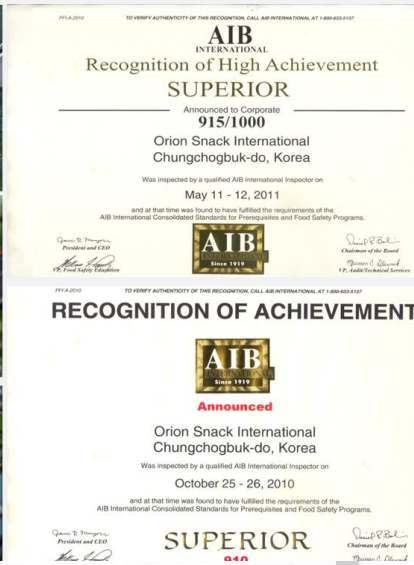 PFI-A-2010 TO VERIFY AUTHENTICITY OF THIS RECOGNITION, CALL AIB INTERNATIONAL AT 1-800-633-5137
AIB
INTERNATIONAL
Recognition of High Achievement
SUPERIOR
Announced to Corporate
915/1000
Orion Snack International
Chungchogbuk-do, Korea
Was inspected by a qualified AIB International Inspector on
May 11 - 12, 2011
and at that time was found to have fulfilled the requirements of the
AIB International Consolidated Standards for Prerequisites and Food Safety Programs.
President and CEO
VP, Food Safety Education
AIB
INTERNATIONAL
Since 1919
Chairman of the Board
VP, Audit/Technical Services
PFI-A-2010 TO VERIFY AUTHENTICITY OF THIS RECOGNITION, CALL AIB INTERNATIONAL AT 1-800-633-5137
RECOGNITION OF ACHIEVEMENT
AIB
INTERNATIONAL
Since 1919
Announced
Orion Snack International
Chungchogbuk-do, Korea
Was inspected by a qualified AIB International Inspector on
October 25 - 26, 2010
and at that time was found to have fulfilled the requirements of the
AIB International Consolidated Standards for Prerequisites and Food Safety Programs.
President and CEO
SUPERIOR
Chairman of the Board
910